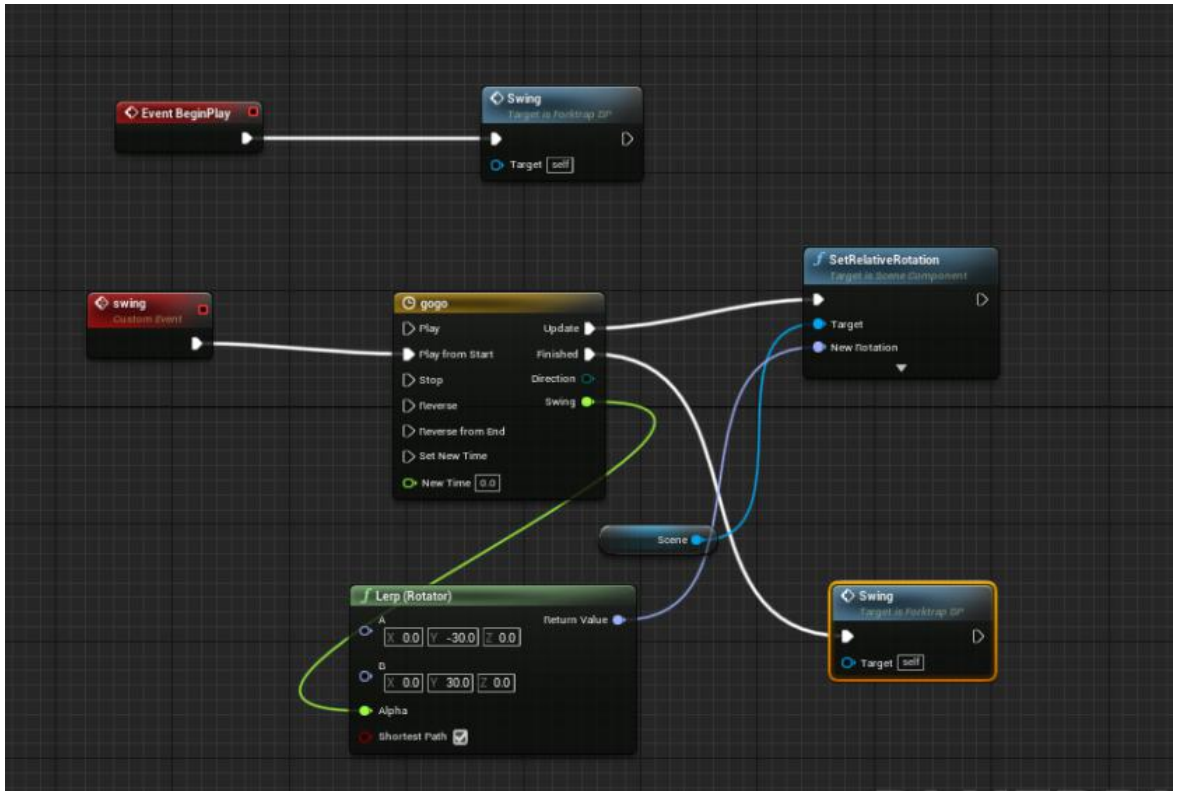 Event BeginPlay
Swing
Target is Forktrap BP
Target self
swing
Custom Event
gogo
Play
Update
Play from Start
Finished
Stop
Direction
Reverse
Swing
Reverse from End
Set New Time
New Time 0.0
SetRelativeRotation
Target is Scene Component
Target
New Rotation
Scene
Lerp (Rotator)
A
Return Value
X 0.0 Y -30.0 Z 0.0
B
X 0.0 Y 30.0 Z 0.0
Alpha
Shortest Path
Swing
Target is Forktrap BP
Target self